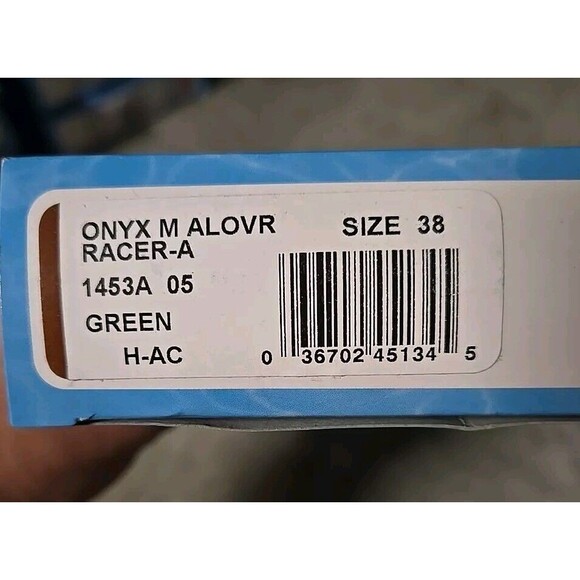 ONYX M ALOVR SIZE 38
RACER-A
1453A 05
GREEN
H-AC
0 36702 45134 5